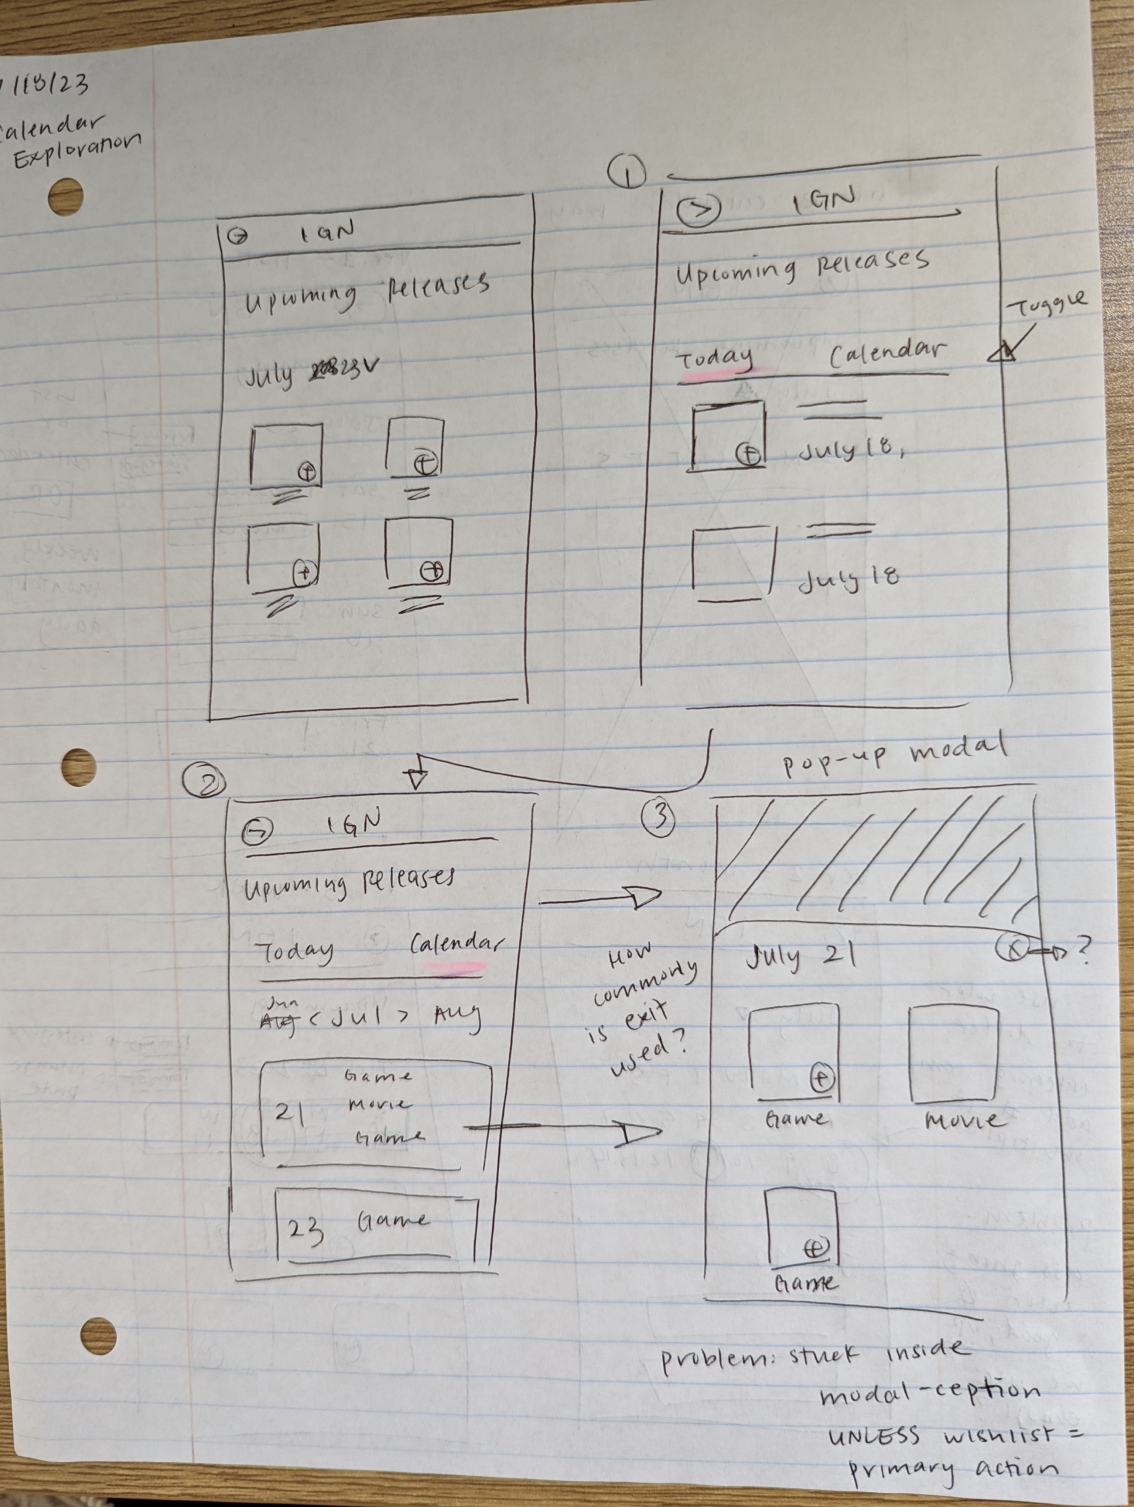 /18/23
Calendar
Exploration
IGN
Upcoming Releases
July 23 V
1
IGN
Upcoming Releases
Toggle
Today Calendar
July 18,
July 18
2
IGN
Upcoming Releases
Today Calendar
Jun
Aug < Jul > Aug
21
Game
Movie
Game
23 Game
How
commonly
is exit
used?
pop-up modal
3
July 21
X ?
Game Movie
Game
problem: stuck inside
modal-ception
UNLESS wishlist =
primary action